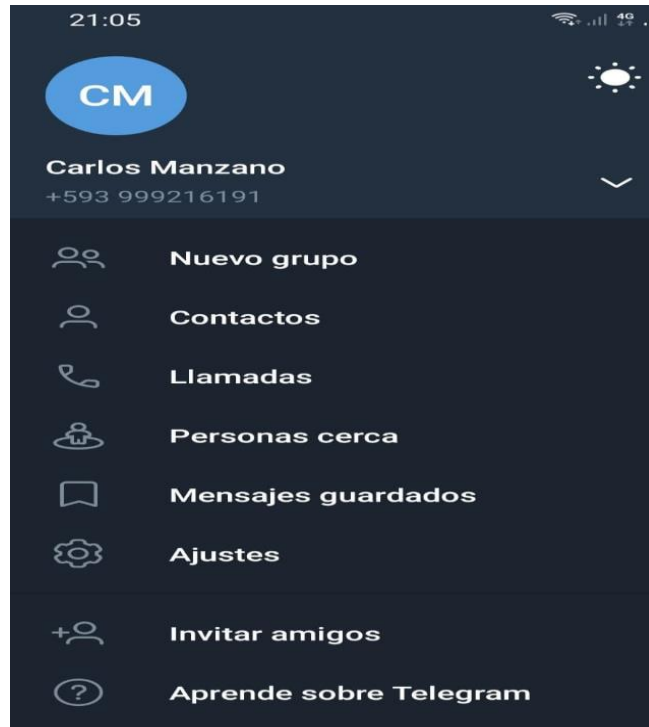 21:05
4G
CM
Carlos Manzano
+593 999216191
Nuevo grupo
Contactos
Llamadas
Personas cerca
Mensajes guardados
Ajustes
Invitar amigos
Aprende sobre Telegram